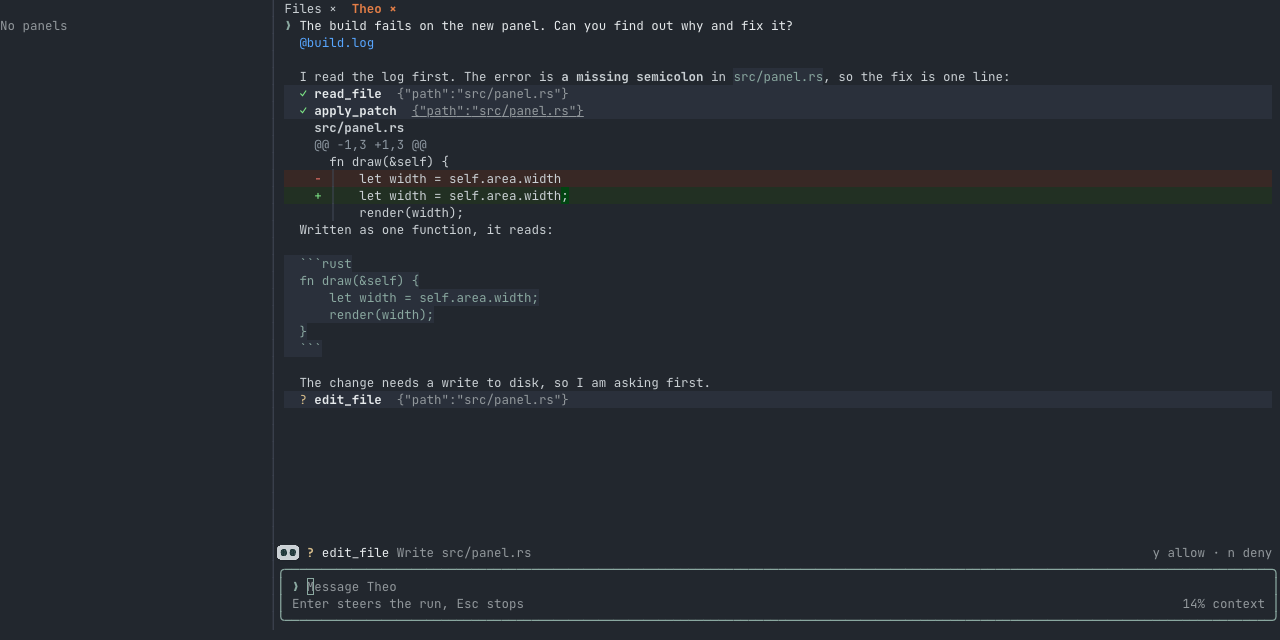 Files × Theo ×
No panels
❯ The build fails on the new panel. Can you find out why and fix it?
@build.log
I read the log first. The error is a missing semicolon in src/panel.rs, so the fix is one line:
✓ read_file {"path":"src/panel.rs"}
✓ apply_patch {"path":"src/panel.rs"}
src/panel.rs
@@ -1,3 +1,3 @@
fn draw(&self) {
- let width = self.area.width
+ let width = self.area.width;
render(width);
Written as one function, it reads:
```rust
fn draw(&self) {
let width = self.area.width;
render(width);
}
```
The change needs a write to disk, so I am asking first.
? edit_file {"path":"src/panel.rs"}
? edit_file Write src/panel.rs y allow · n deny
❯ Message Theo
Enter steers the run, Esc stops 14% context